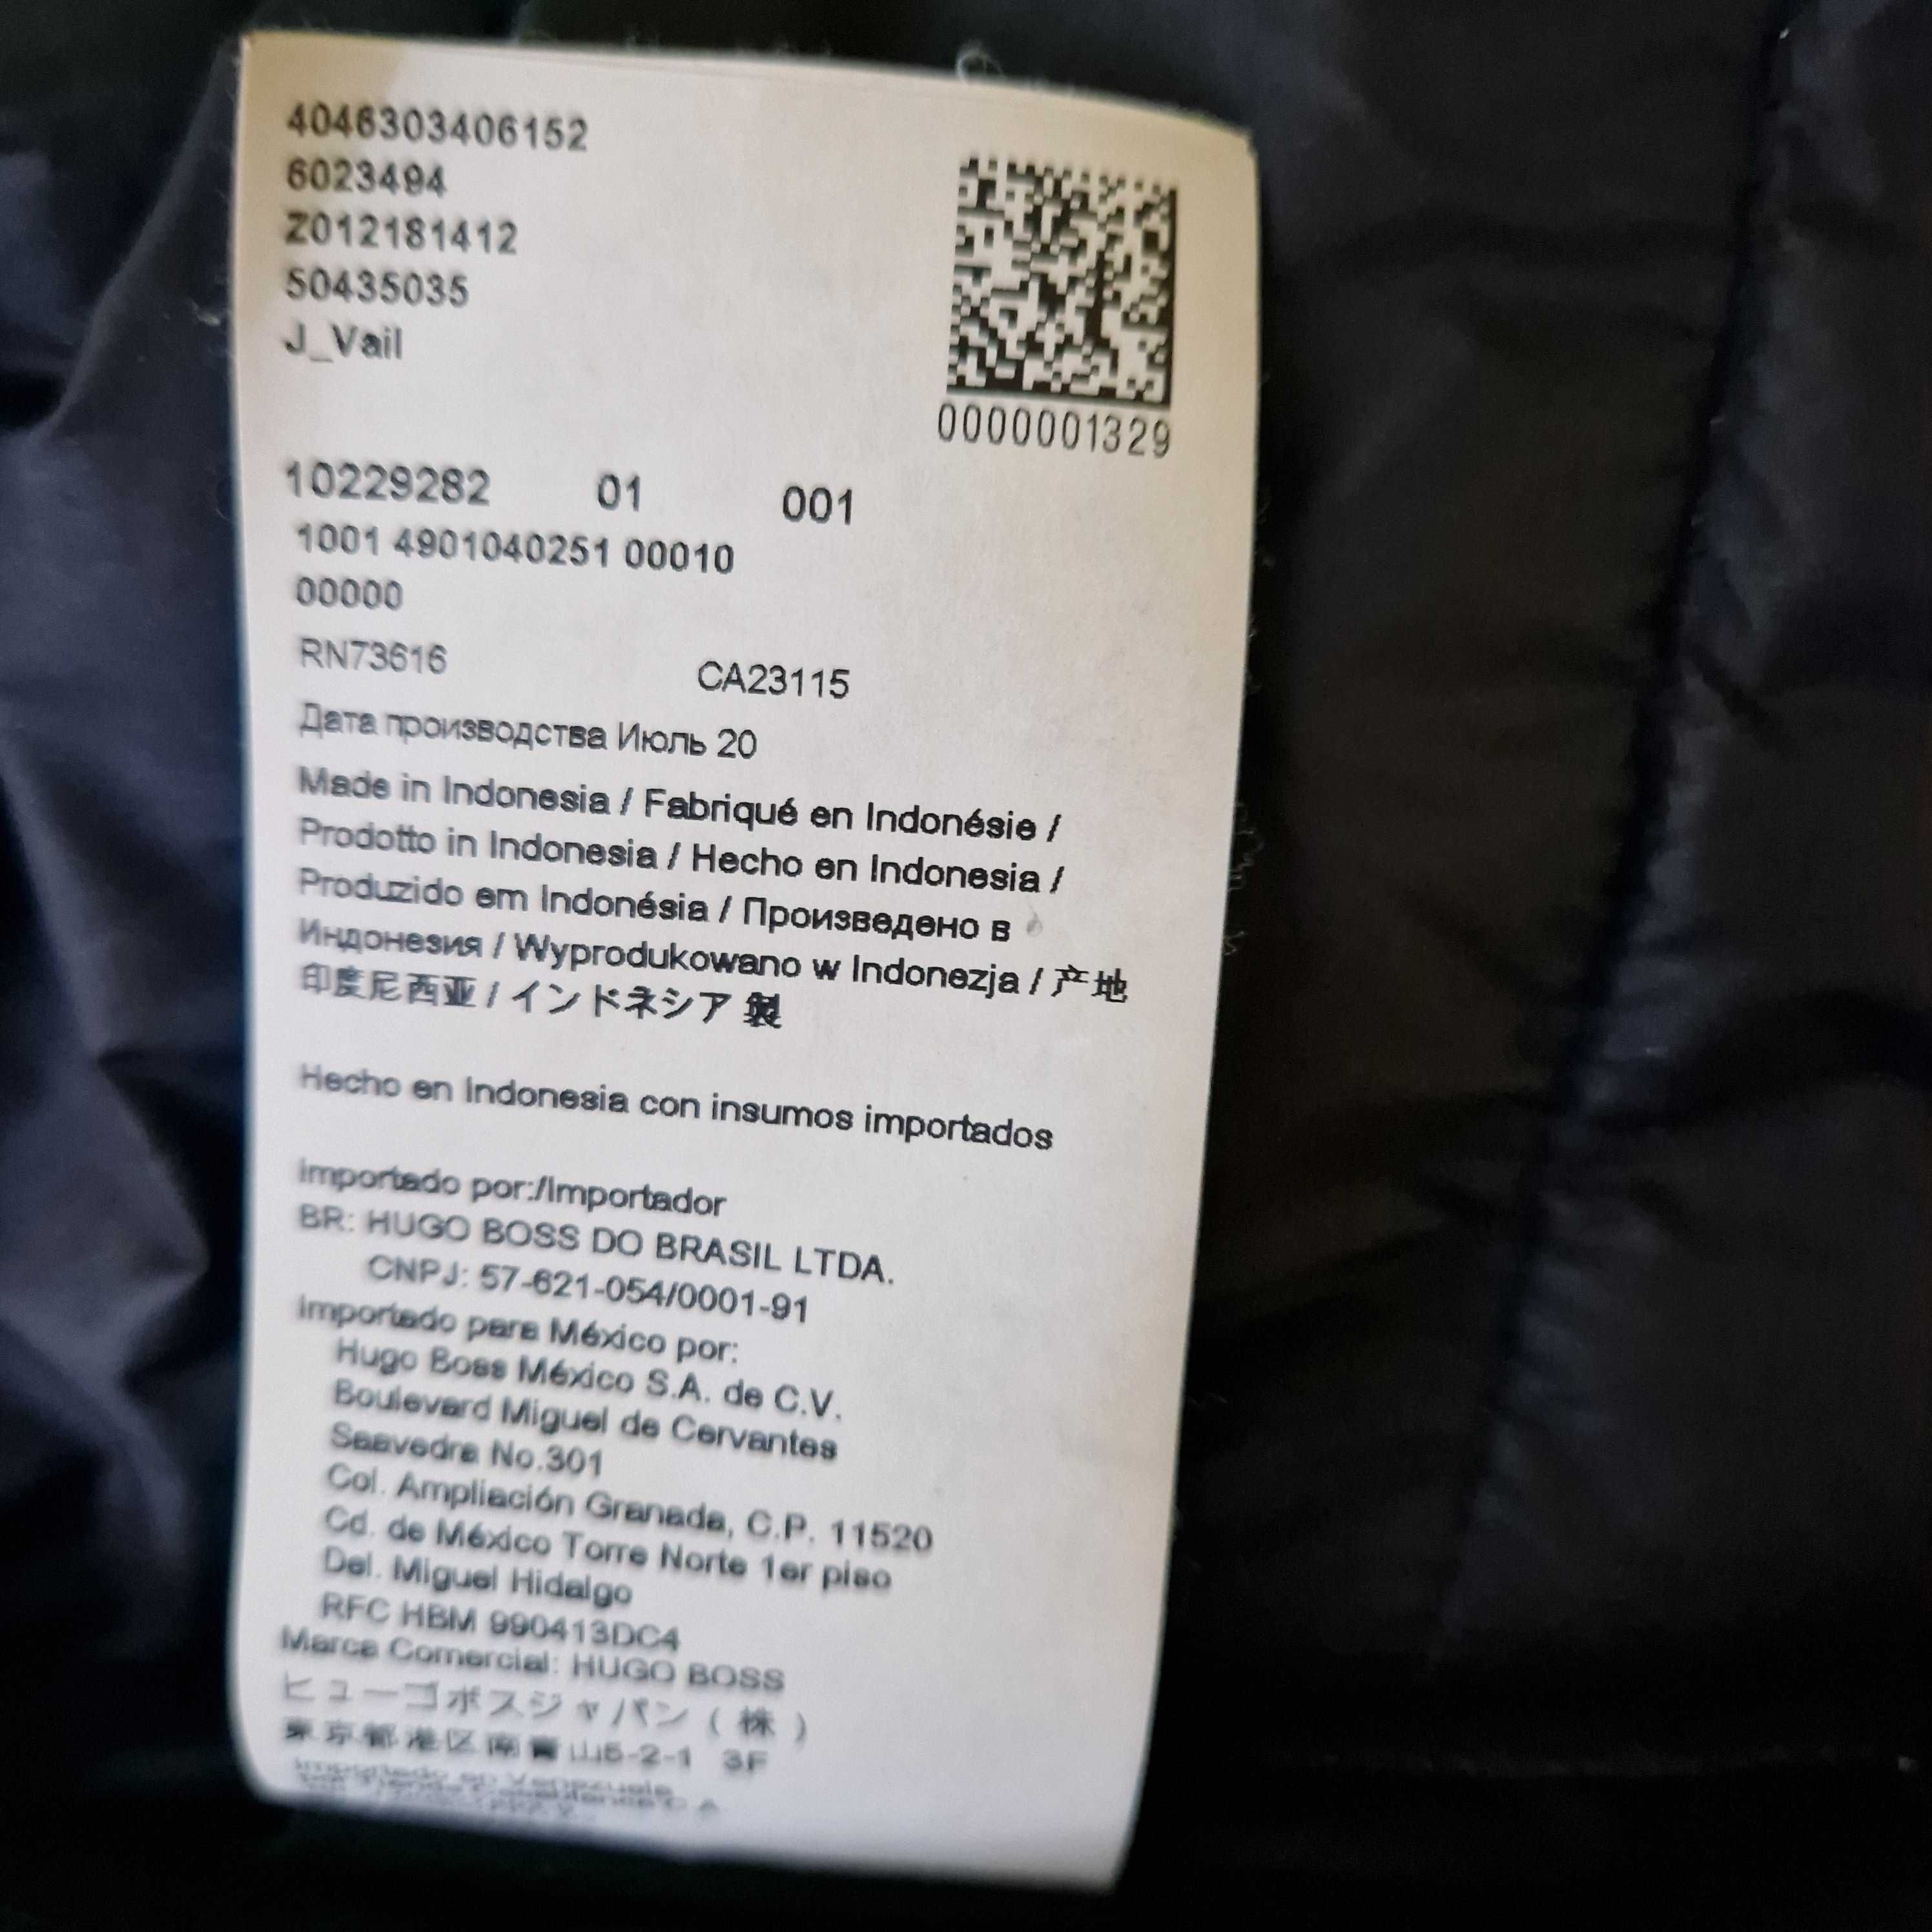 4046303406152
6023494
Z012181412
50435035
J_Vail
0000001329
10229282 01 001
1001 4901040251 00010
00000
RN73616 CA23115
Дата производства Июль 20
Made in Indonesia / Fabriqué en Indonésie /
Prodotto in Indonesia / Hecho en Indonesia /
Produzido em Indonésia / Произведено в
Индонезия / Wyprodukowano w Indonezja / 产地
印度尼西亚 / インドネシア 製
Hecho en Indonesia con insumos importados
Importado por:/Importador
BR: HUGO BOSS DO BRASIL LTDA.
CNPJ: 57-621-054/0001-91
Importado para México por:
Hugo Boss México S.A. de C.V.
Boulevard Miguel de Cervantes
Saavedra No.301
Col. Ampliación Granada, C.P. 11520
Cd. de México Torre Norte 1er piso
Del. Miguel Hidalgo
RFC HBM 990413DC4
Marca Comercial: HUGO BOSS
ヒューゴボスジャパン ( 株 )
東京都港区南青山5-2-1 3F
Importado en Venezuela